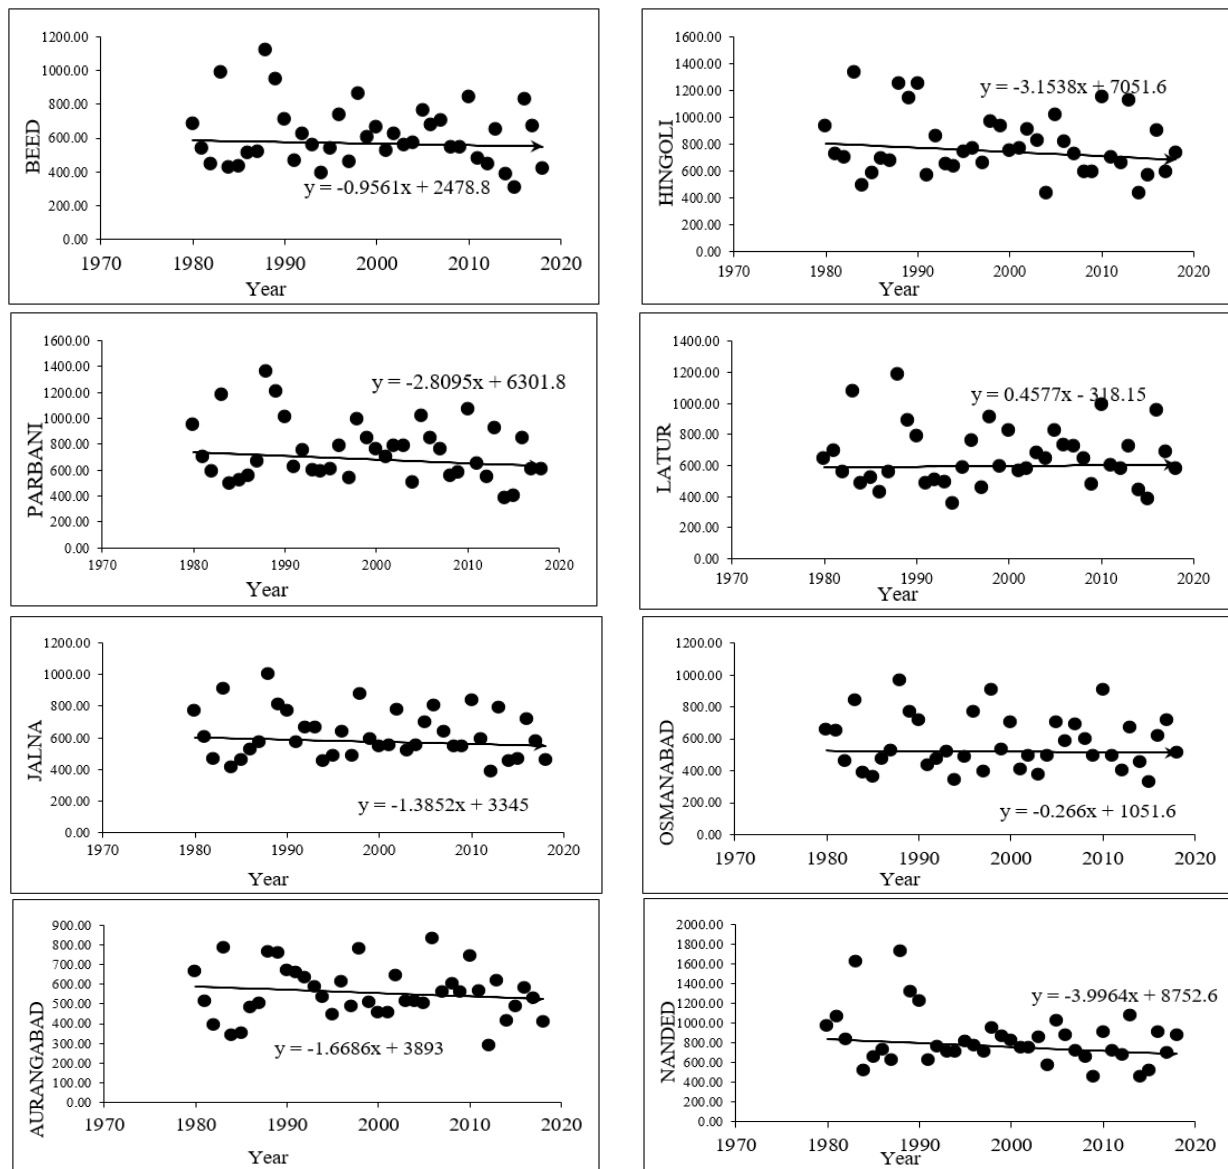 BEED
1200.00
1000.00
800.00
600.00
400.00
200.00
0.00
y = -0.9561x + 2478.8
1970 1980 1990 2000 2010 2020
Year
HINGOLI
1600.00
1400.00
1200.00
1000.00
800.00
600.00
400.00
200.00
0.00
y = -3.1538x + 7051.6
1970 1980 1990 2000 2010 2020
Year
PARBANI
1600.00
1400.00
1200.00
1000.00
800.00
600.00
400.00
200.00
0.00
y = -2.8095x + 6301.8
1970 1980 1990 2000 2010 2020
Year
LATUR
1400.00
1200.00
1000.00
800.00
600.00
400.00
200.00
0.00
y = 0.4577x - 318.15
1970 1980 1990 2000 2010 2020
Year
JALNA
1200.00
1000.00
800.00
600.00
400.00
200.00
0.00
y = -1.3852x + 3345
1970 1980 1990 2000 2010 2020
Year
OSMANABAD
1200.00
1000.00
800.00
600.00
400.00
200.00
0.00
y = -0.266x + 1051.6
1970 1980 1990 2000 2010 2020
Year
AURANGABAD
900.00
800.00
700.00
600.00
500.00
400.00
300.00
200.00
100.00
0.00
y = -1.6686x + 3893
1970 1980 1990 2000 2010 2020
Year
NANDED
2000.00
1800.00
1600.00
1400.00
1200.00
1000.00
800.00
600.00
400.00
200.00
0.00
y = -3.9964x + 8752.6
1970 1980 1990 2000 2010 2020
Year